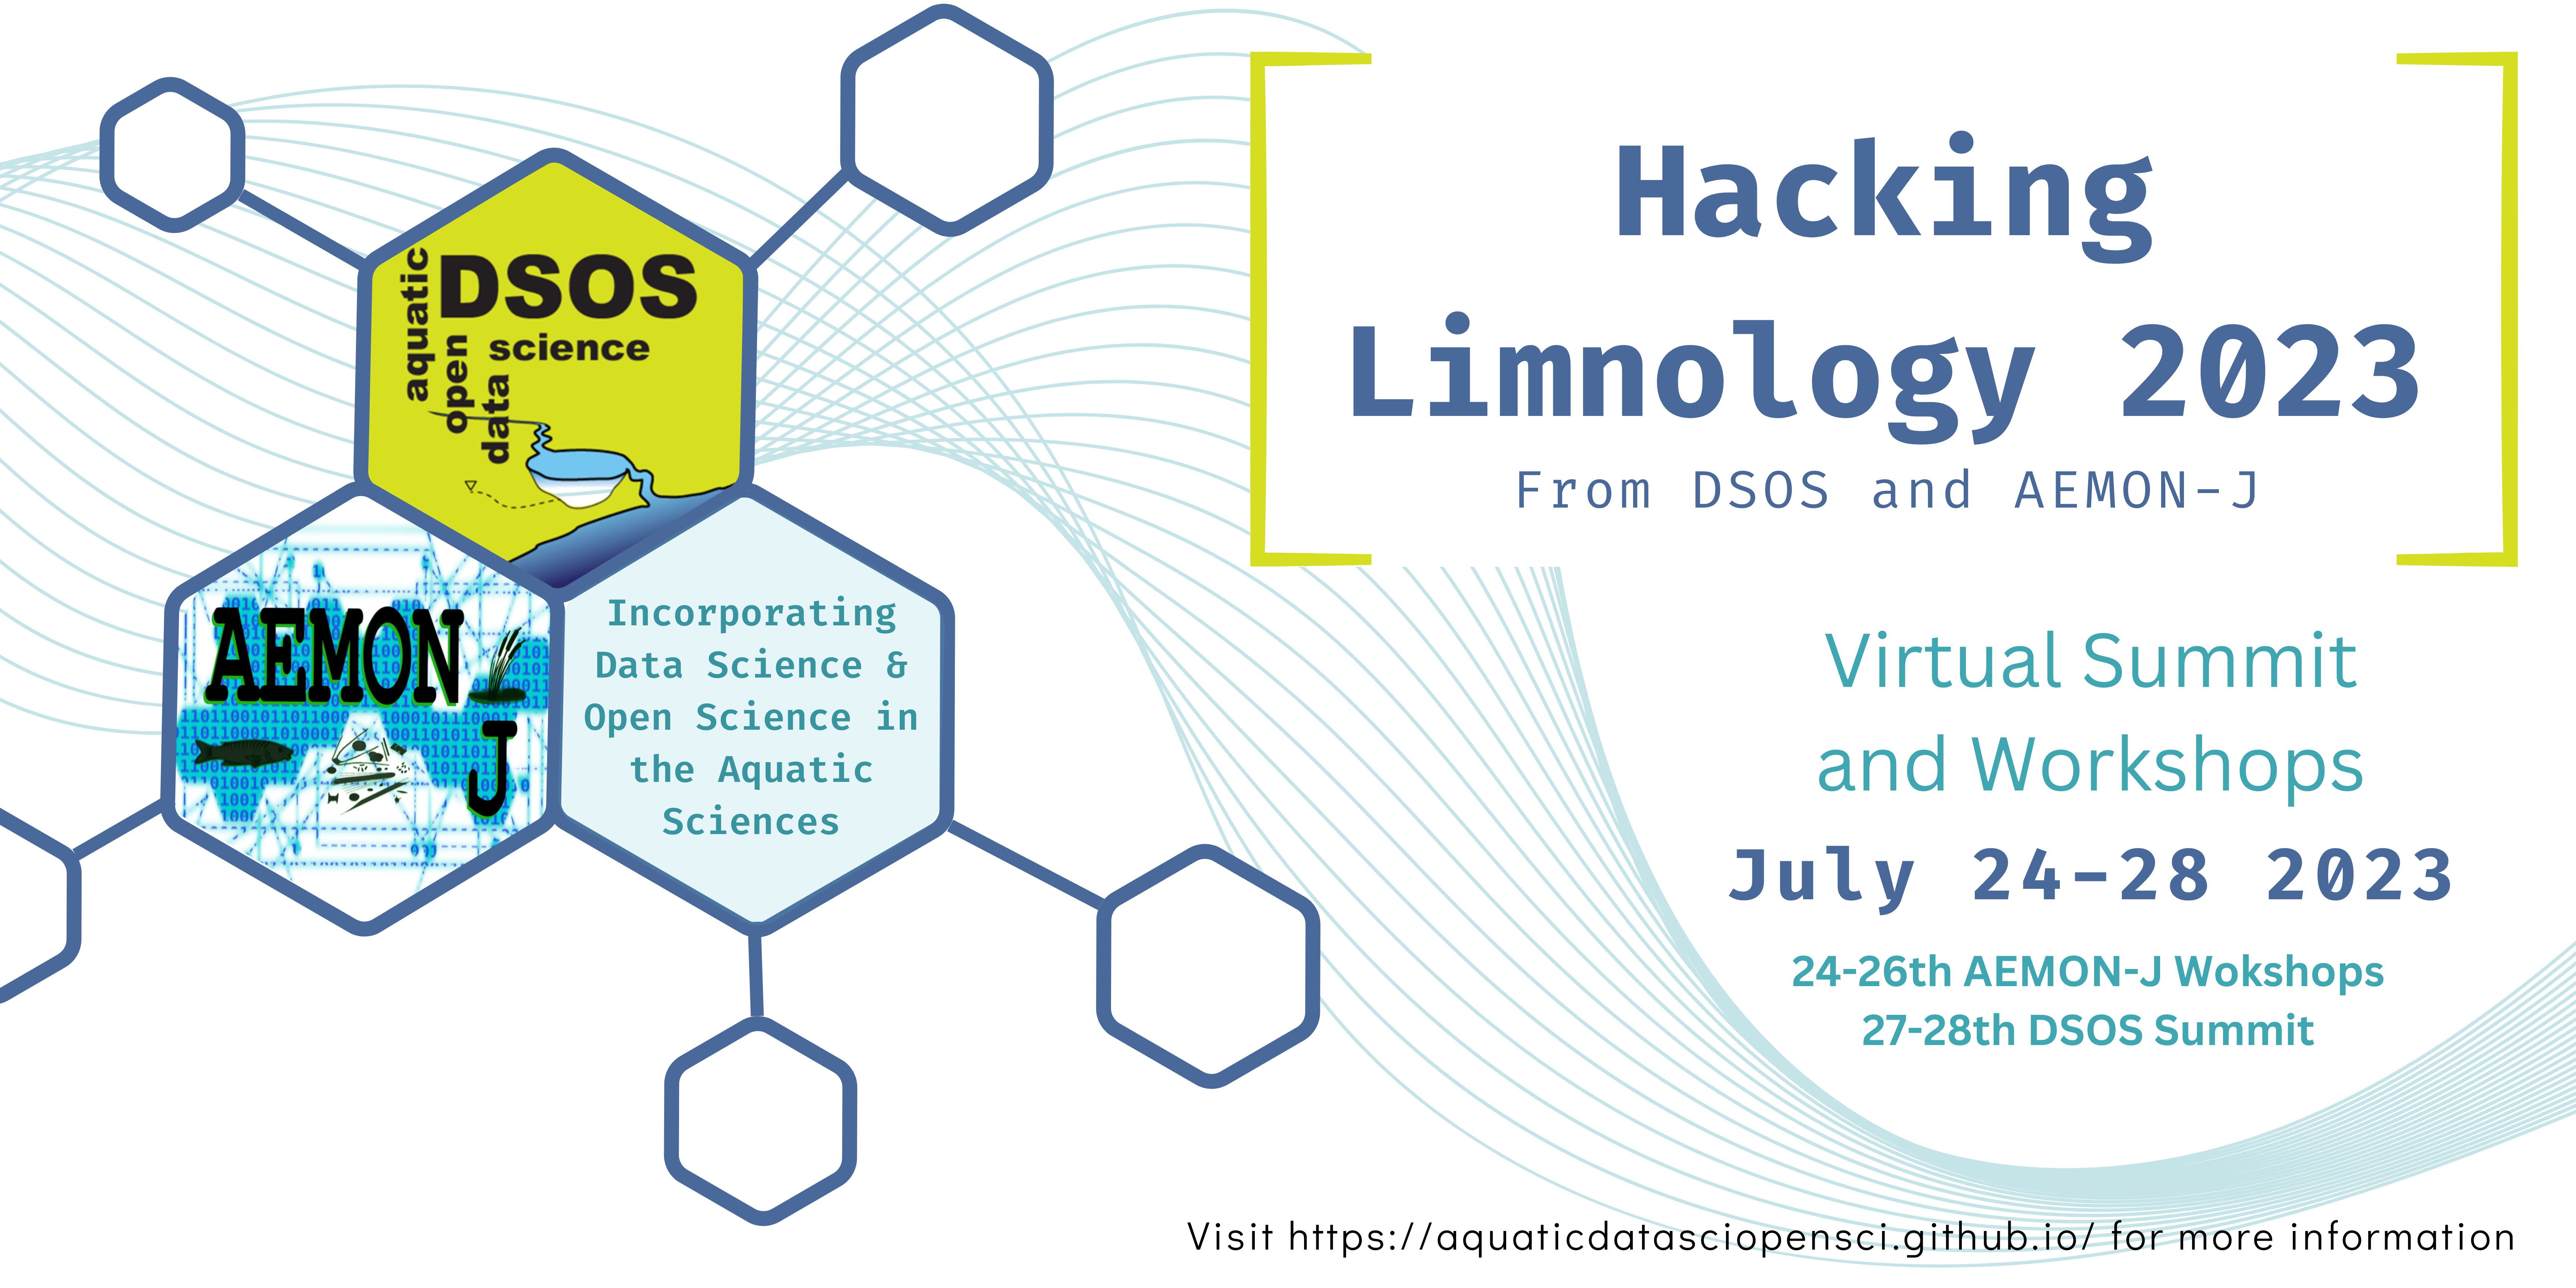 aquatic
DSOS
open
science
data
AEMON
J
Incorporating
Data Science &
Open Science in
the Aquatic
Sciences
Hacking
Limnology 2023
From DSOS and AEMON-J
Virtual Summit
and Workshops
July 24-28 2023
24-26th AEMON-J Wokshops
27-28th DSOS Summit
Visit https://aquaticdatasciopensci.github.io/ for more information